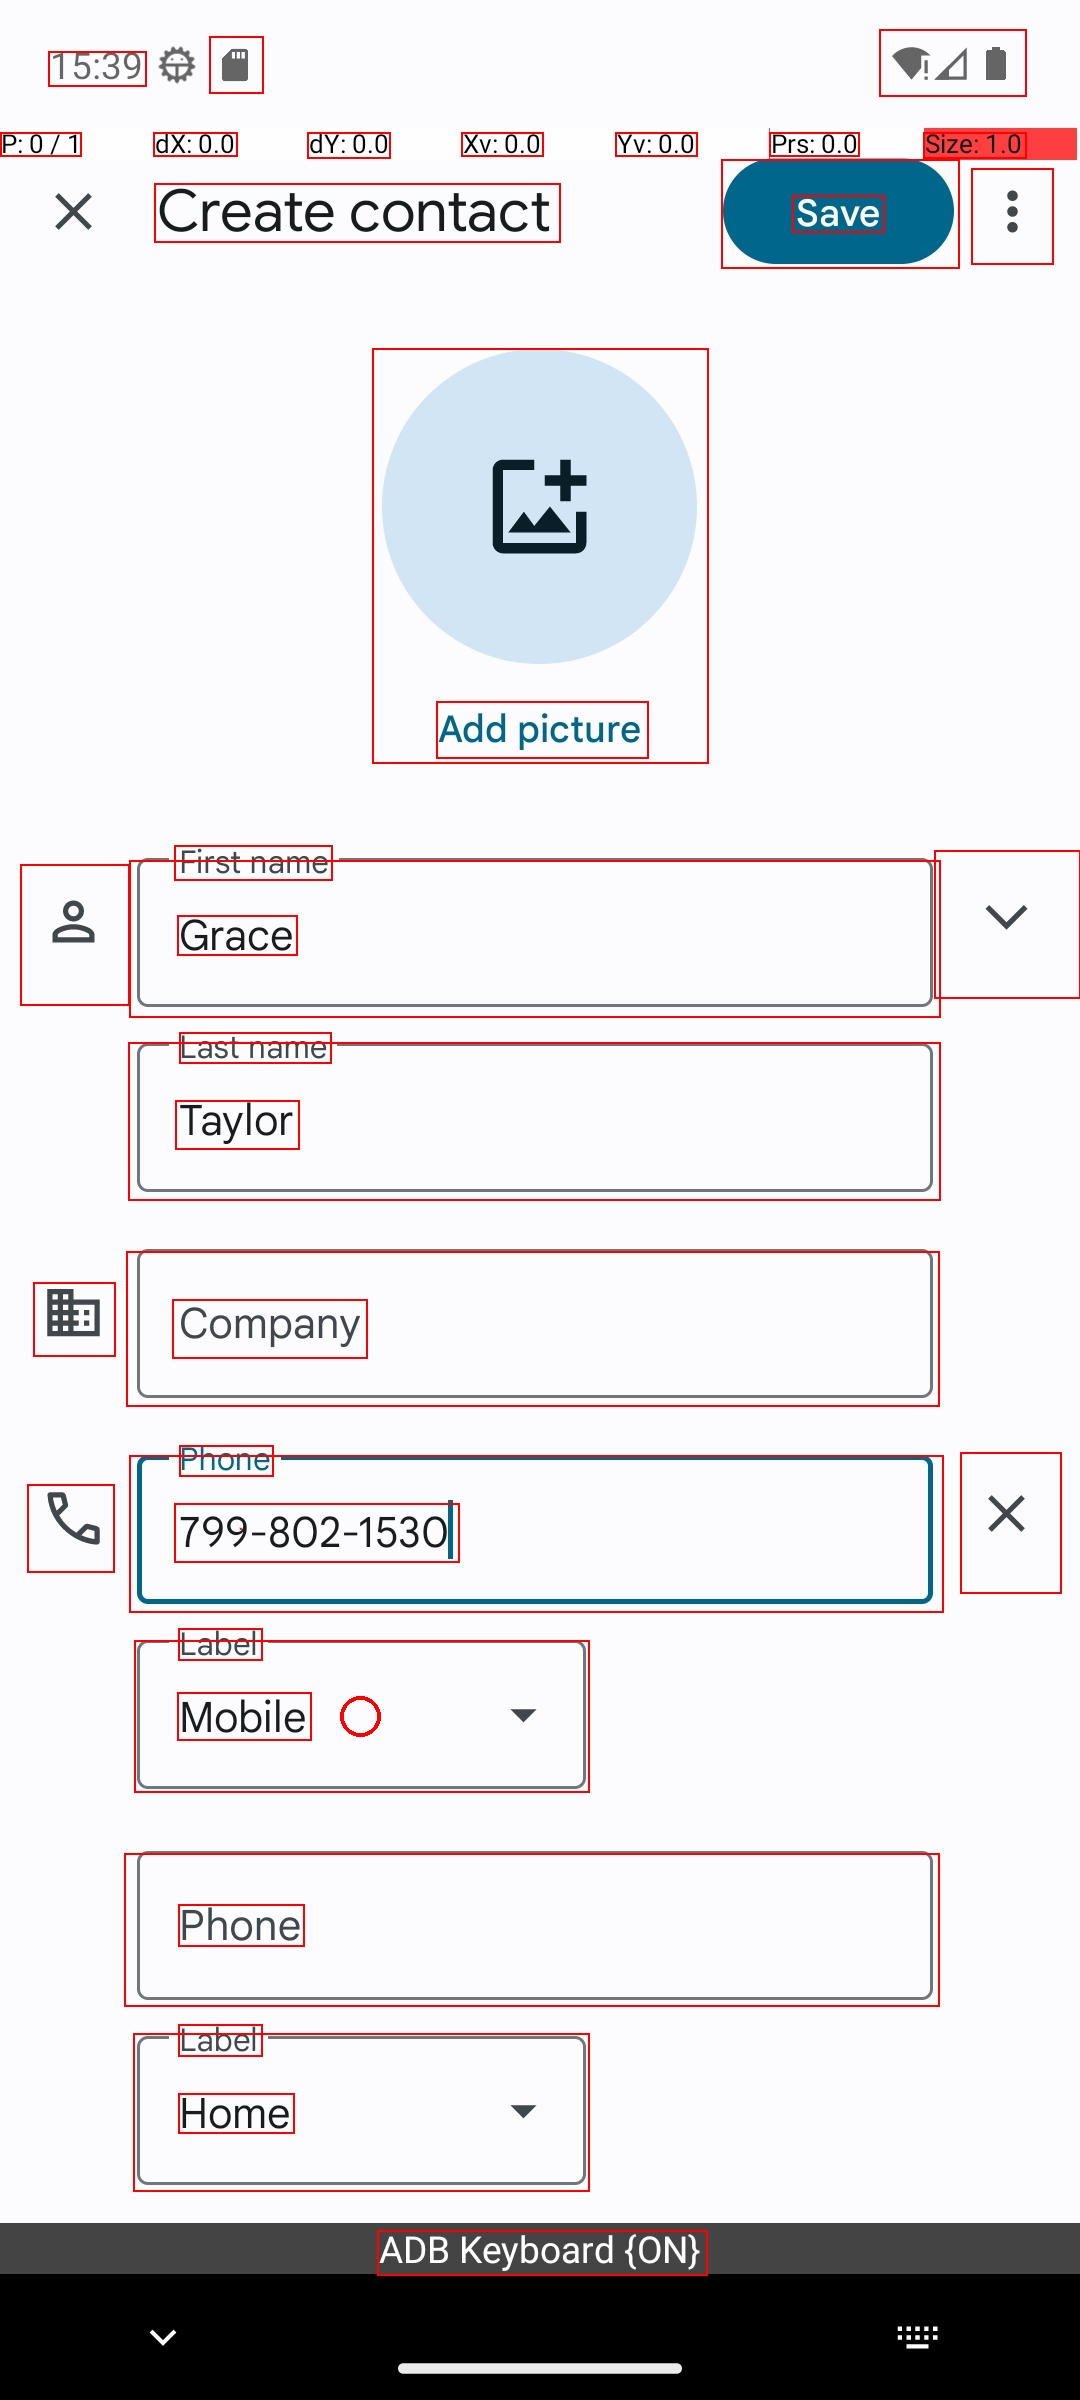 15:39
P: 0 / 1 dX: 0.0 dY: 0.0 Xv: 0.0 Yv: 0.0 Prs: 0.0 Size: 1.0
Create contact Save
Add picture
First name
Grace
Last name
Taylor
Company
Phone
799-802-1530
Label
Mobile
Phone
Label
Home
ADB Keyboard {ON}